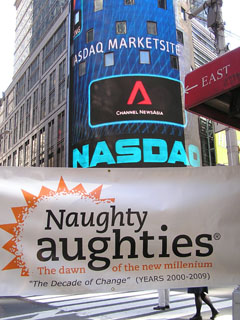 NASDAQ MARKETSITE
CHANNEL NEWSASIA
EAST
NASDAQ
Naughty
aughties®
The dawn of the new millenium
"The Decade of Change" (YEARS 2000-2009)